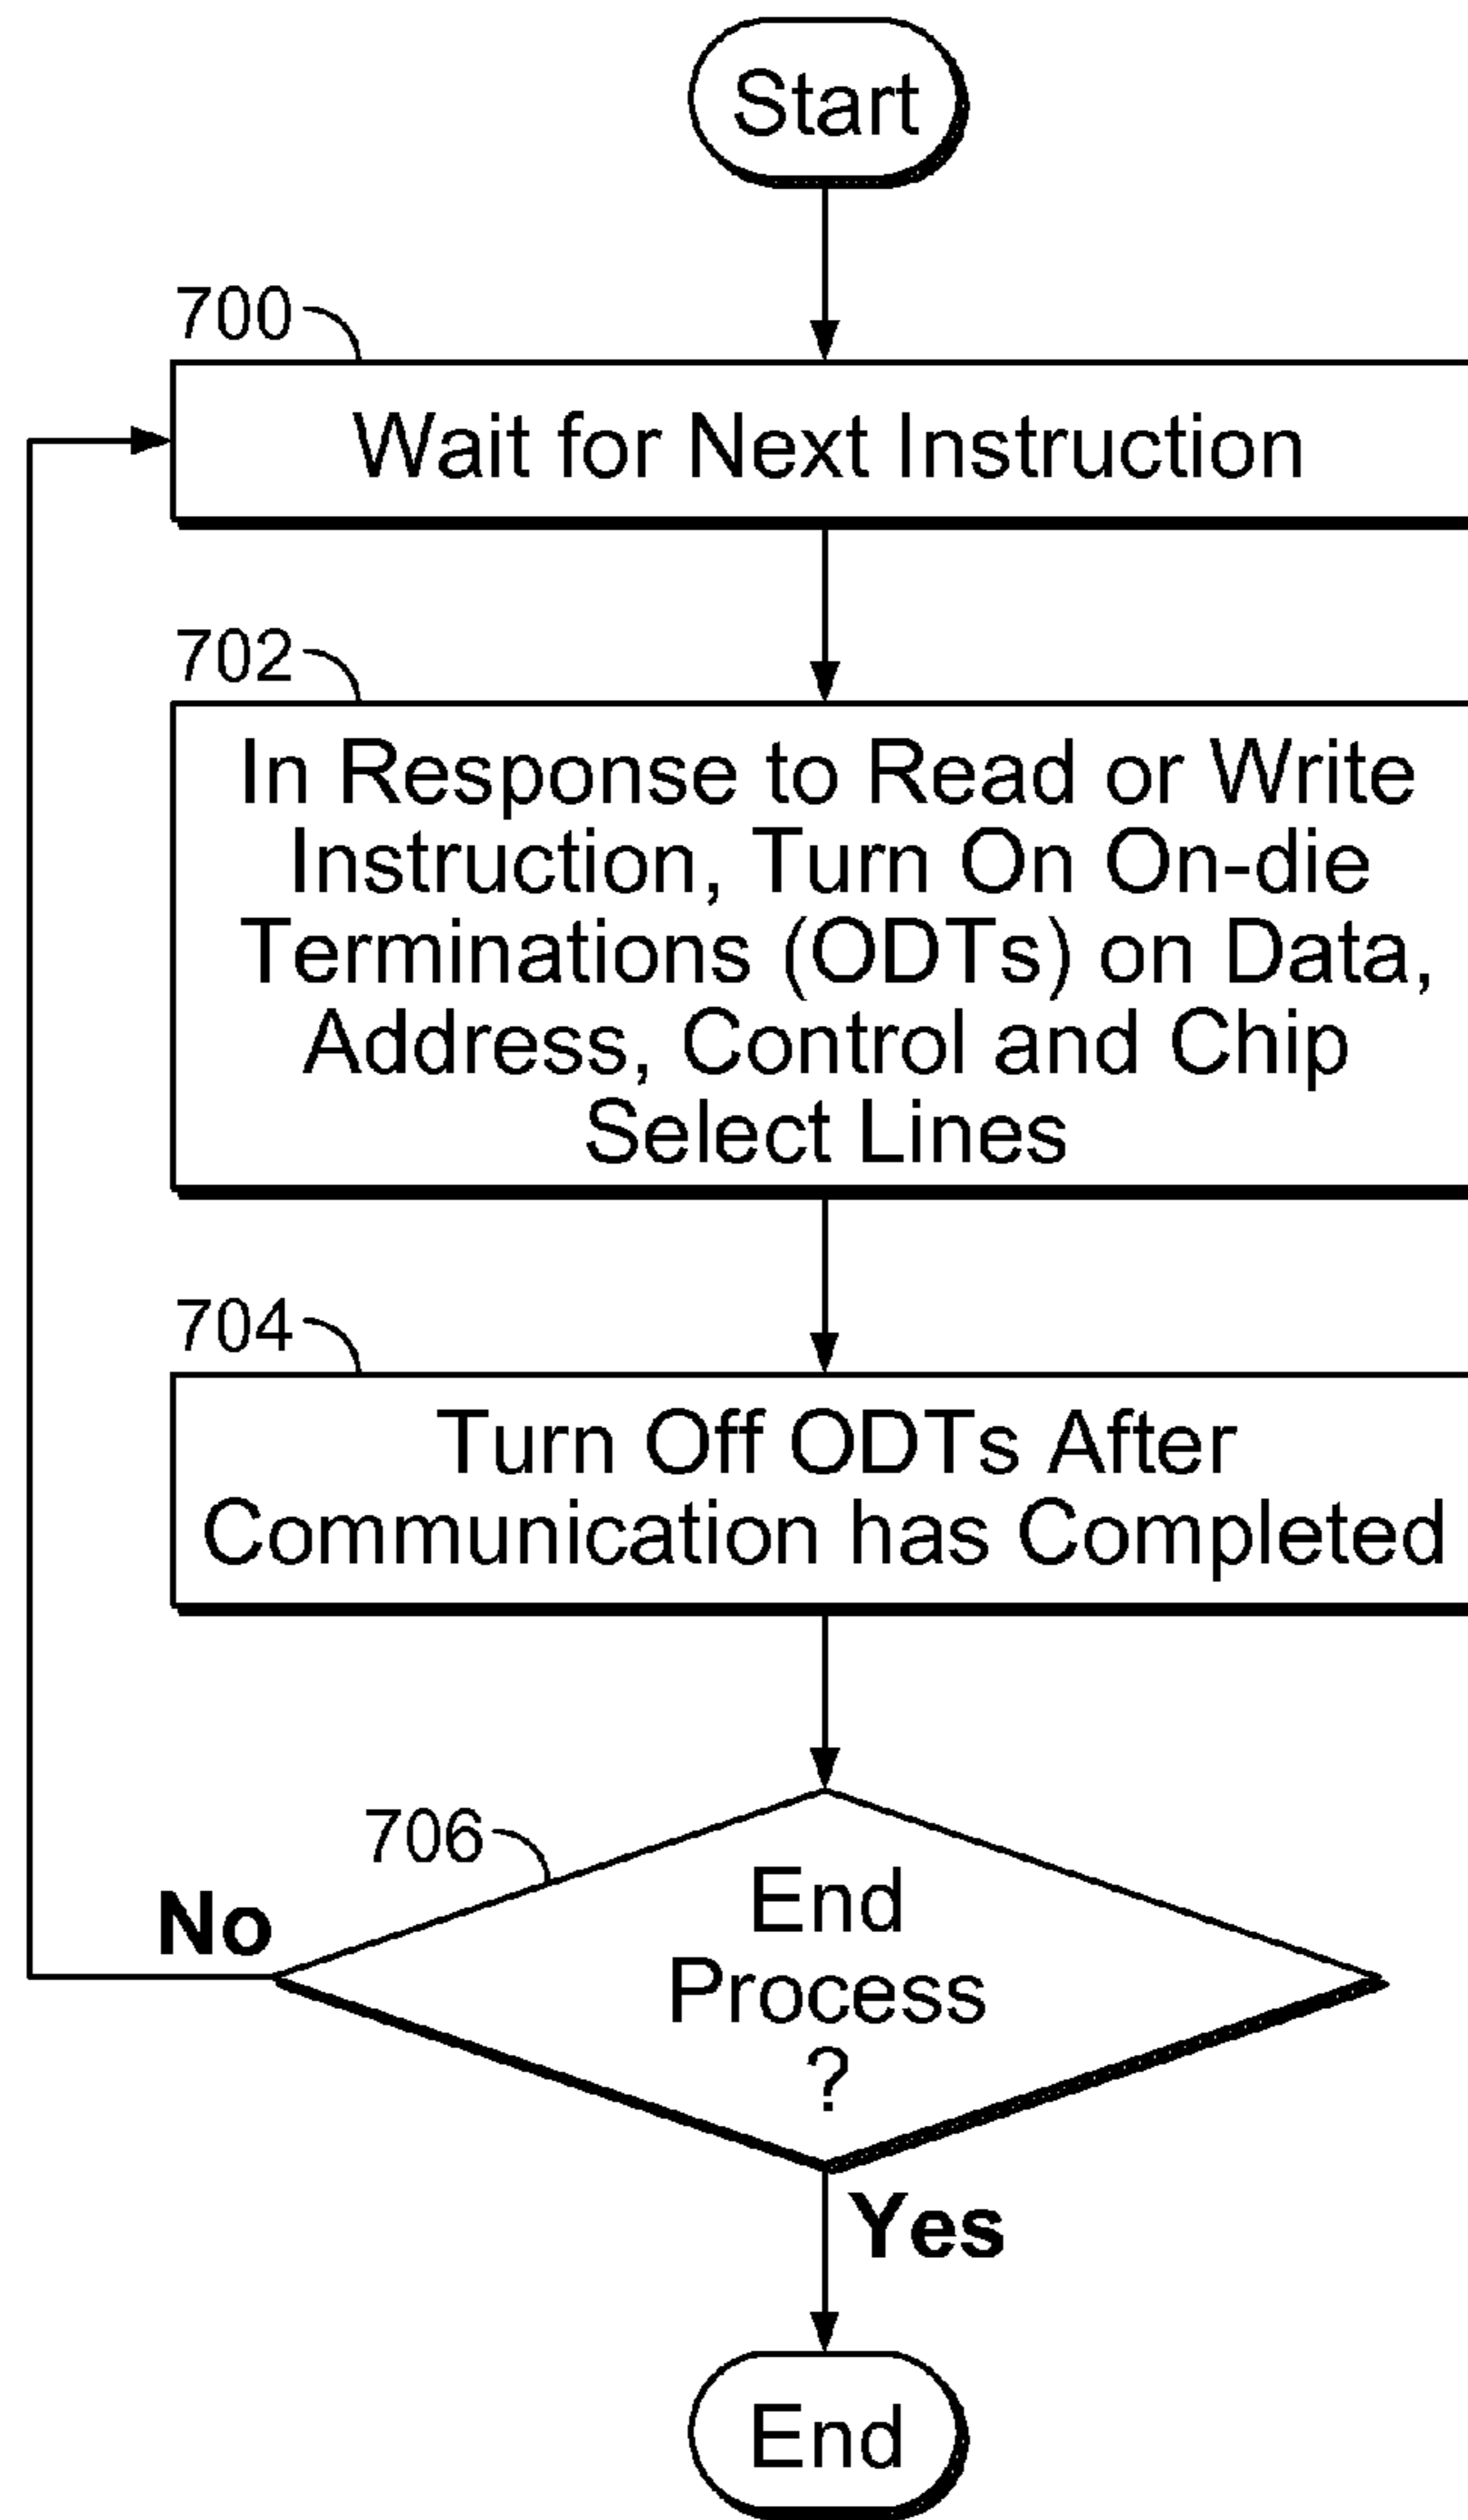 Start
700
Wait for Next Instruction
702
In Response to Read or Write
Instruction, Turn On On-die
Terminations (ODTs) on Data,
Address, Control and Chip
Select Lines
704
Turn Off ODTs After
Communication has Completed
706
End
Process
?
No
Yes
End